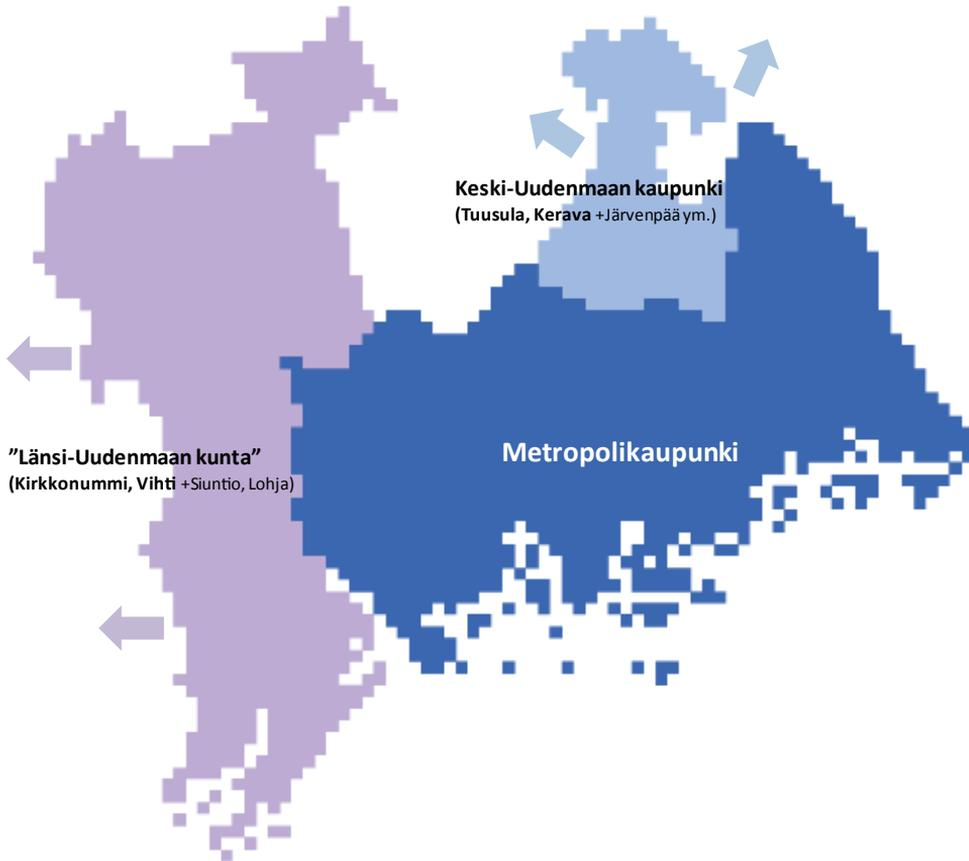 Keski-Uudenmaan kaupunki
(Tuusula, Kerava +Järvenpää ym.)
Metropolikaupunki
”Länsi-Uudenmaan kunta”
(Kirkkonummi, Vihti +Siuntio, Lohja)